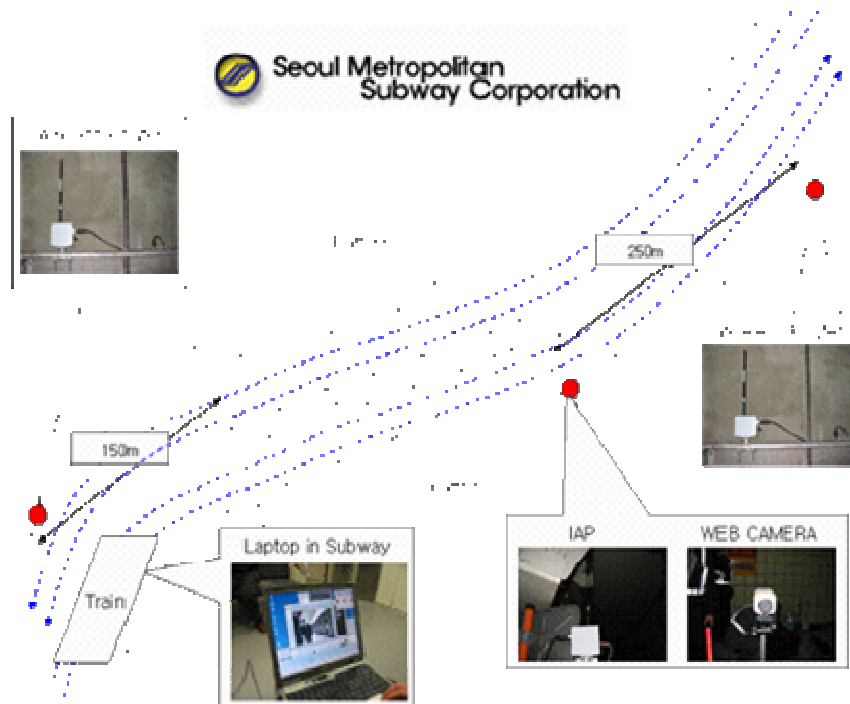 Seoul Metropolitan
Subway Corporation
250m
150m
IAP
WEB CAMERA
Laptop in Subway
Train